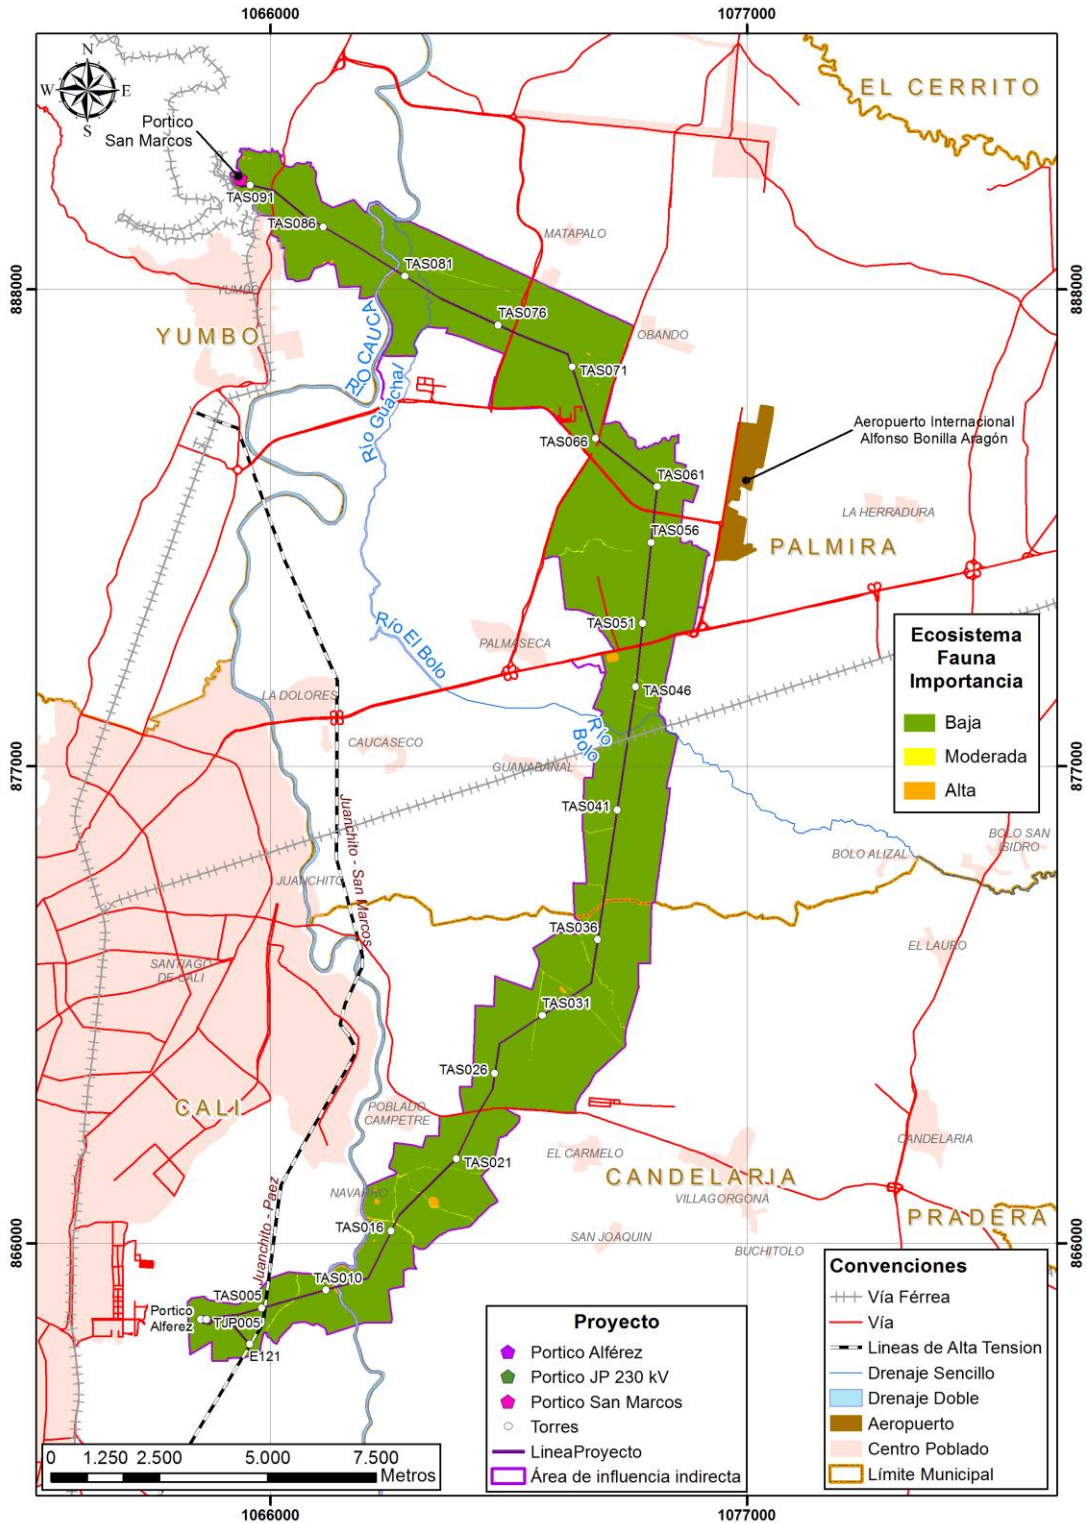 1066000
1077000
N
W
E
S
EL CERRITO
Portico
San Marcos
TAS091
TAS086
MATAPALO
TAS081
888000
888000
YUMBO
TAS076
YUMBO
RÍO CAUCA
OBANDO
TAS071
Río Guachal
Aeropuerto Internacional
Alfonso Bonilla Aragón
TAS066
TAS061
LA HERRADURA
TAS056
PALMIRA
Río El Bolo
TAS051
PALMASECA
Ecosistema
Fauna
Importancia
Baja
Moderada
Alta
LA DOLORES
TAS046
CAUCASECO
Río
Bolo
877000
877000
GUANABANAL
TAS041
Juanchito - San Marcos
BOLO SAN
ISIDRO
BOLO ALIZAL
JUANCHITO
TAS036
EL LAURO
SANTIAGO
DE CALI
TAS031
TAS026
CALI
POBLADO
CAMPETRE
CANDELARIA
EL CARMELO
TAS021
CANDELARIA
VILLAGORGONA
NAVARRO
Juanchito - Paez
TAS016
PRADERA
SAN JOAQUIN
BUCHITOLO
866000
866000
TAS010
TAS005
Portico
Alferez
TJP005
E121
Proyecto
Portico Alférez
Portico JP 230 kV
Portico San Marcos
Torres
LineaProyecto
Área de influencia indirecta
Convenciones
Vía Férrea
Vía
Lineas de Alta Tension
Drenaje Sencillo
Drenaje Doble
Aeropuerto
Centro Poblado
Límite Municipal
0 1.250 2.500 5.000 7.500
Metros
1066000
1077000